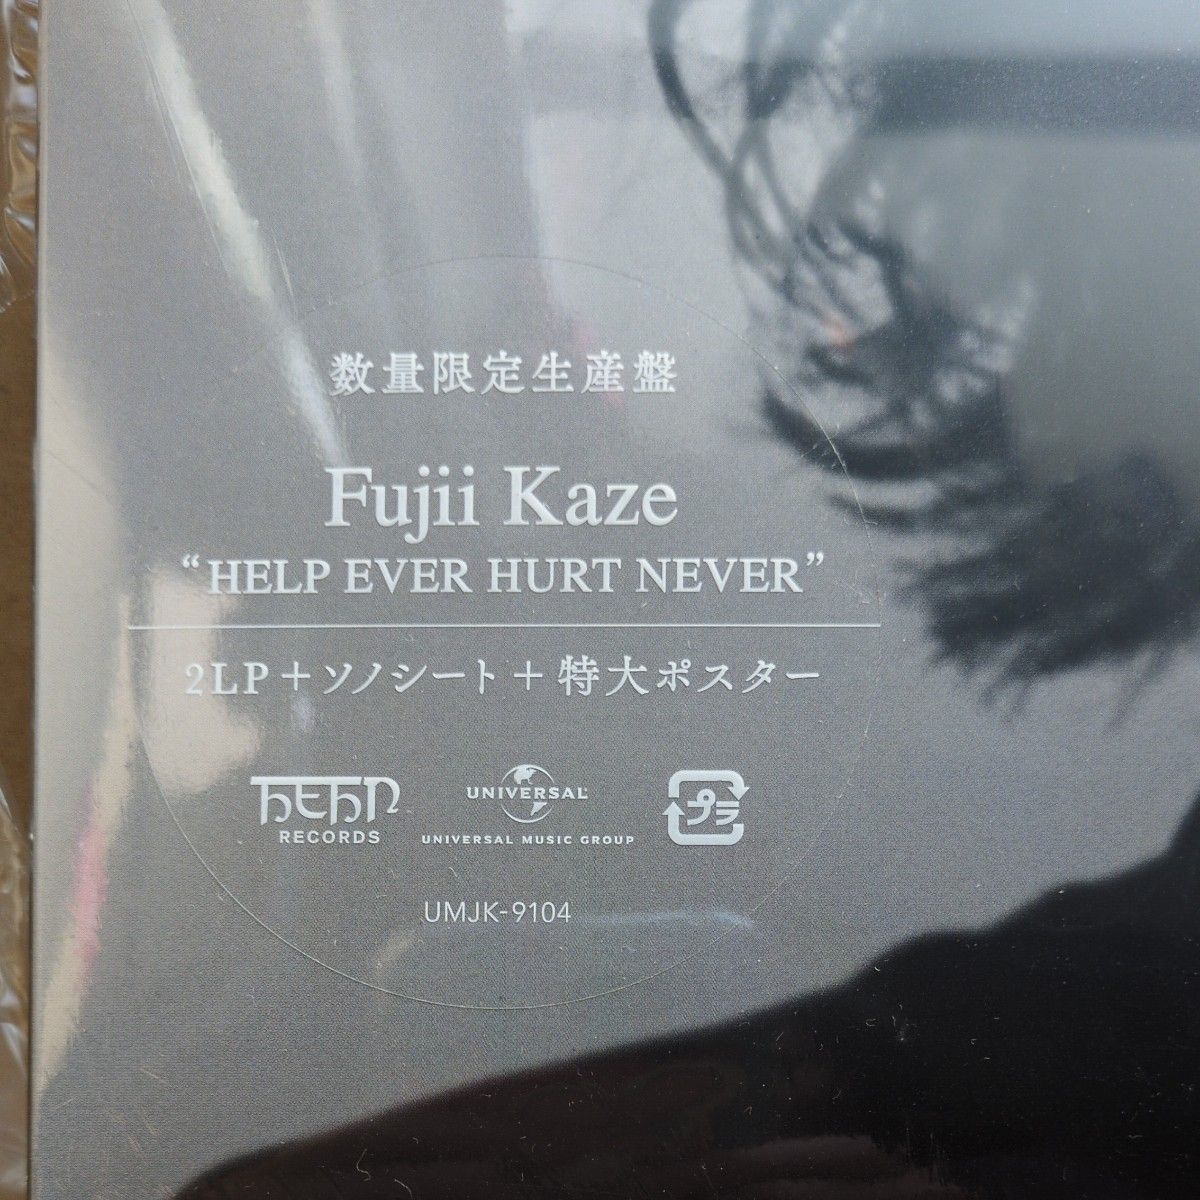 数量限定生産盤
Fujii Kaze
“HELP EVER HURT NEVER”
2LP＋ソノシート＋特大ポスター
HEHN RECORDS
UNIVERSAL
UNIVERSAL MUSIC GROUP
プラ
UMJK-9104